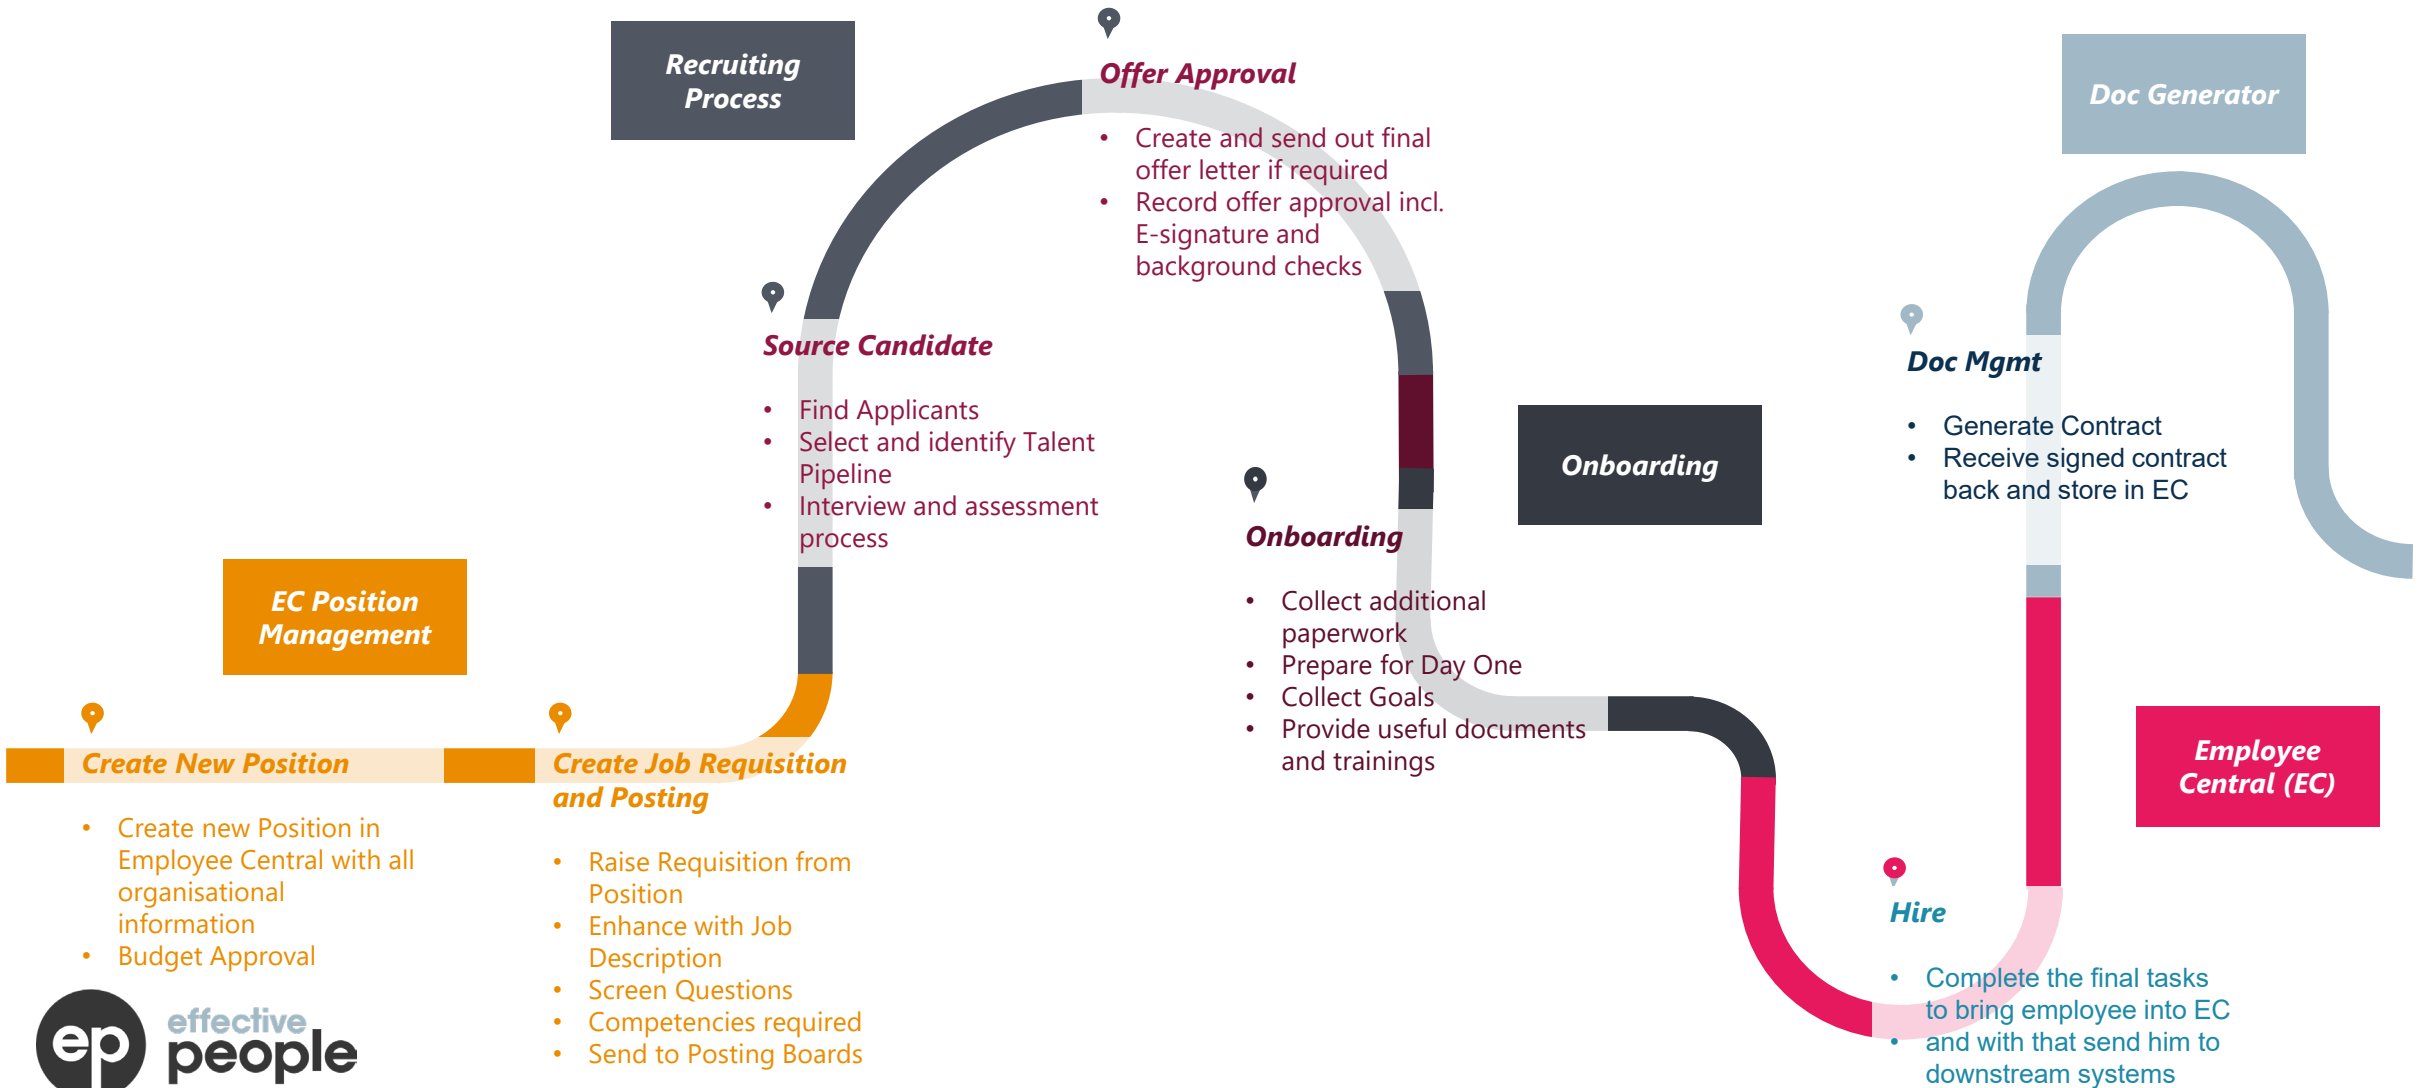 EC Position
Management
Create New Position
• Create new Position in
Employee Central with all
organisational
information
• Budget Approval
Create Job Requisition
and Posting
• Raise Requisition from
Position
• Enhance with Job
Description
• Screen Questions
• Competencies required
• Send to Posting Boards
Recruiting
Process
Source Candidate
• Find Applicants
• Select and identify Talent
Pipeline
• Interview and assessment
process
Offer Approval
• Create and send out final
offer letter if required
• Record offer approval incl.
E-signature and
background checks
Onboarding
Onboarding
• Collect additional
paperwork
• Prepare for Day One
• Collect Goals
• Provide useful documents
and trainings
Employee
Central (EC)
Hire
• Complete the final tasks
to bring employee into EC
• and with that send him to
downstream systems
Doc Generator
Doc Mgmt
• Generate Contract
• Receive signed contract
back and store in EC
ep
effective
people